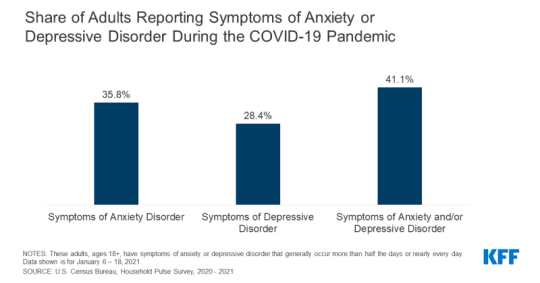 Share of Adults Reporting Symptoms of Anxiety or
Depressive Disorder During the COVID-19 Pandemic
41.1%
35.8%
28.4%
Symptoms of Anxiety Disorder
Symptoms of Depressive
Disorder
Symptoms of Anxiety and/or
Depressive Disorder
NOTES: These adults, ages 18+, have symptoms of anxiety or depressive disorder that generally occur more than half the days or nearly every day.
Data shown is for January 6 – 18, 2021.
SOURCE: U.S. Census Bureau, Household Pulse Survey, 2020 - 2021.
KFF